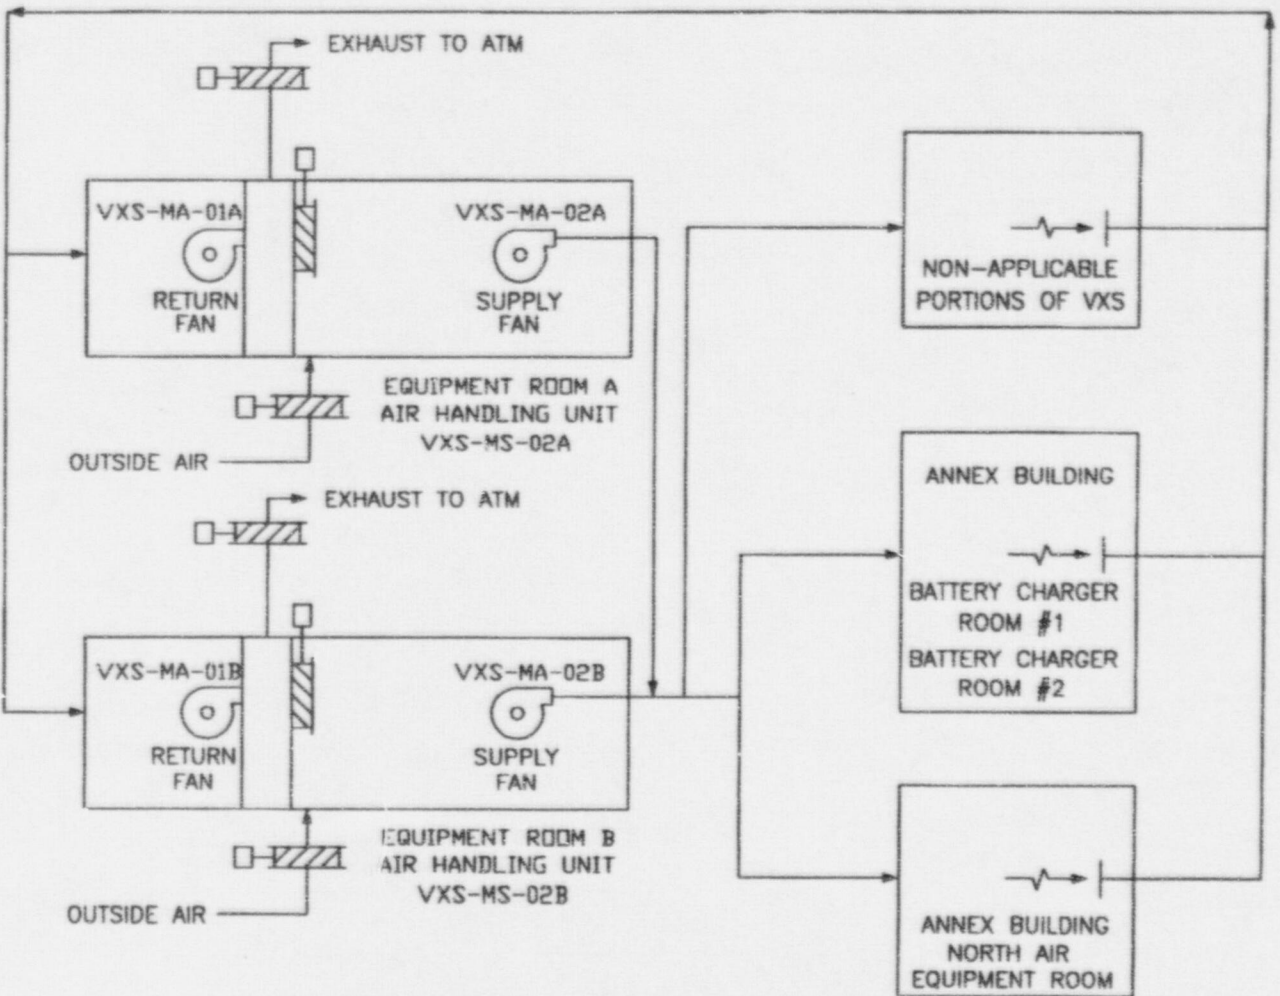 EXHAUST TO ATM
VXS-MA-01A
RETURN
FAN
VXS-MA-02A
SUPPLY
FAN
EQUIPMENT ROOM A
AIR HANDLING UNIT
VXS-MS-02A
OUTSIDE AIR
EXHAUST TO ATM
VXS-MA-01B
RETURN
FAN
VXS-MA-02B
SUPPLY
FAN
EQUIPMENT ROOM B
AIR HANDLING UNIT
VXS-MS-02B
OUTSIDE AIR
NON-APPLICABLE
PORTIONS OF VXS
ANNEX BUILDING
BATTERY CHARGER
ROOM #1
BATTERY CHARGER
ROOM #2
ANNEX BUILDING
NORTH AIR
EQUIPMENT ROOM